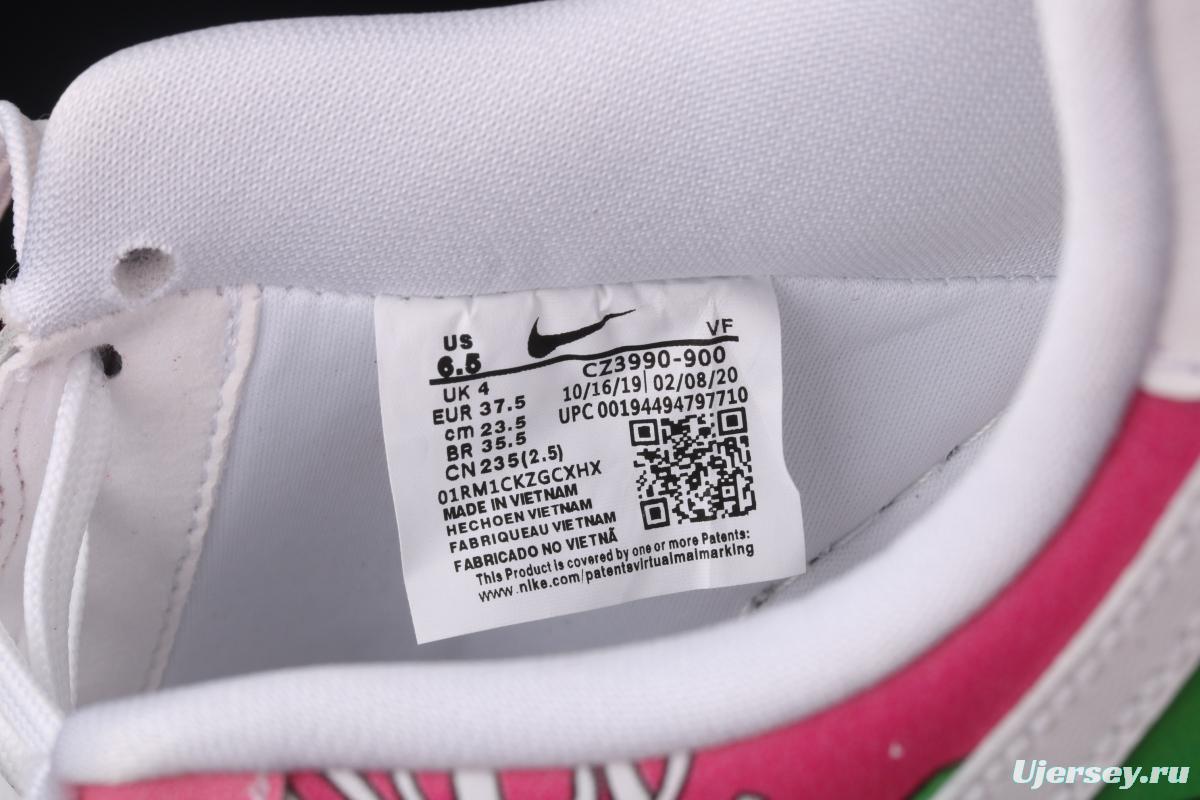 US
6.5
VF
CZ3990-900
UK 4
10/16/19| 02/08/20
EUR 37.5
UPC 00194494797710
cm 23.5
BR 35.5
CN 235(2.5)
01RM1CKZGCXHX
MADE IN VIETNAM
HECHOEN VIETNAM
FABRIQUEAU VIETNAM
FABRICADO NO VIETNÃ
This Product is covered by one or more Patents:
www.nike.com/patentsvirtualmalmarking
Ujersey.ru